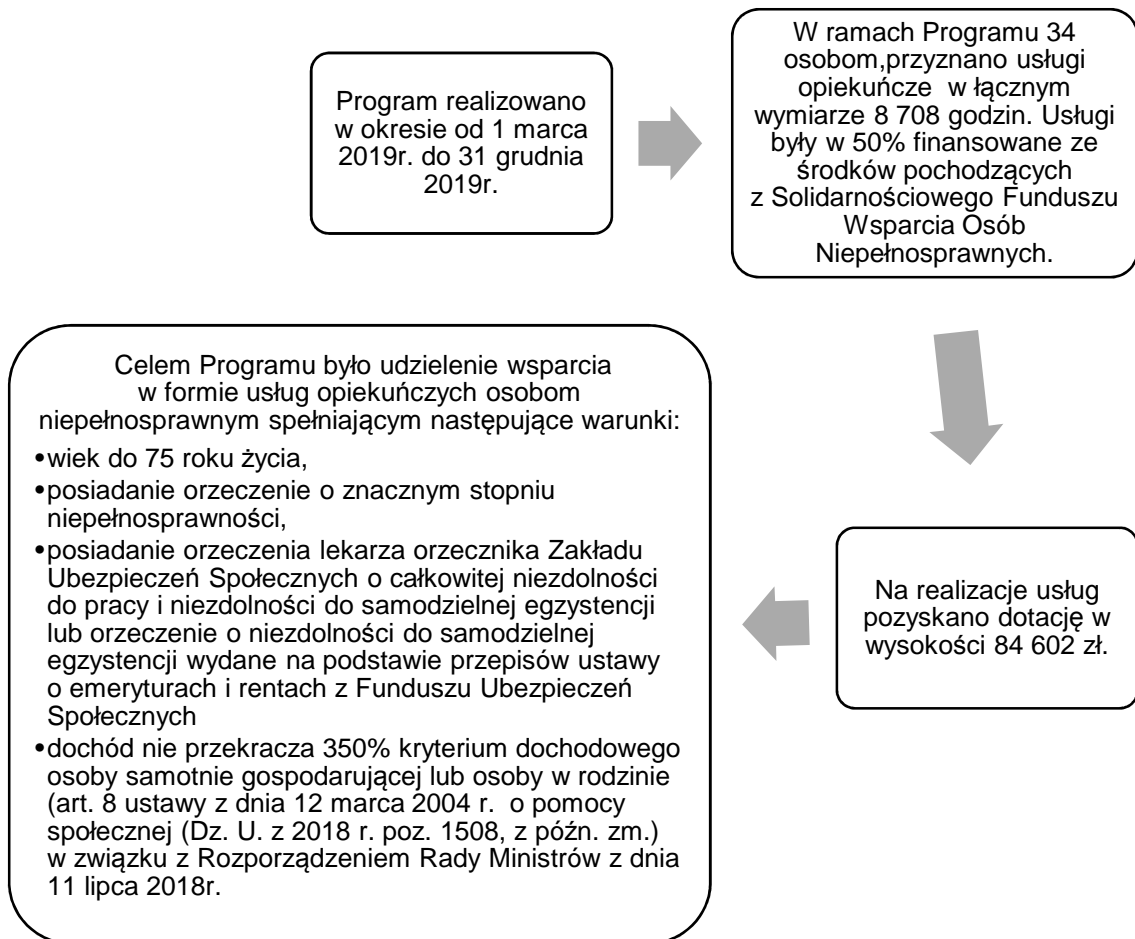 Program realizowano
w okresie od 1 marca
2019r. do 31 grudnia
2019r.
W ramach Programu 34
osobom,przyznano usługi
opiekuńcze w łącznym
wymiarze 8 708 godzin. Usługi
były w 50% finansowane ze
środków pochodzących
z Solidarnościowego Funduszu
Wsparcia Osób
Niepełnosprawnych.
Na realizacje usług
pozyskano dotację w
wysokości 84 602 zł.
Celem Programu było udzielenie wsparcia
w formie usług opiekuńczych osobom
niepełnosprawnym spełniającym następujące warunki:
•wiek do 75 roku życia,
•posiadanie orzeczenie o znacznym stopniu
niepełnosprawności,
•posiadanie orzeczenia lekarza orzecznika Zakładu
Ubezpieczeń Społecznych o całkowitej niezdolności
do pracy i niezdolności do samodzielnej egzystencji
lub orzeczenie o niezdolności do samodzielnej
egzystencji wydane na podstawie przepisów ustawy
o emeryturach i rentach z Funduszu Ubezpieczeń
Społecznych
•dochód nie przekracza 350% kryterium dochodowego
osoby samotnie gospodarującej lub osoby w rodzinie
(art. 8 ustawy z dnia 12 marca 2004 r. o pomocy
społecznej (Dz. U. z 2018 r. poz. 1508, z późn. zm.)
w związku z Rozporządzeniem Rady Ministrów z dnia
11 lipca 2018r.